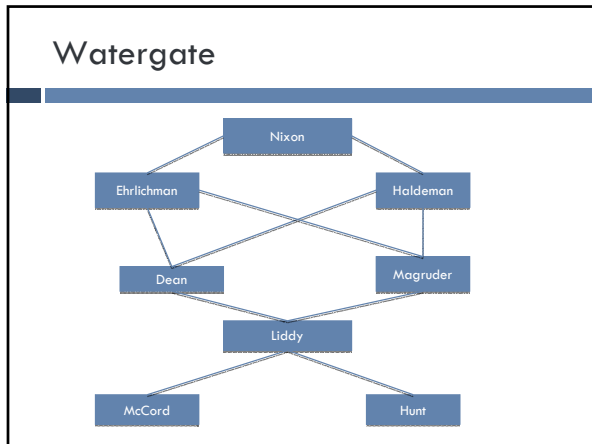 Watergate
Nixon
Ehrlichman
Haldeman
Dean
Magruder
Liddy
McCord
Hunt